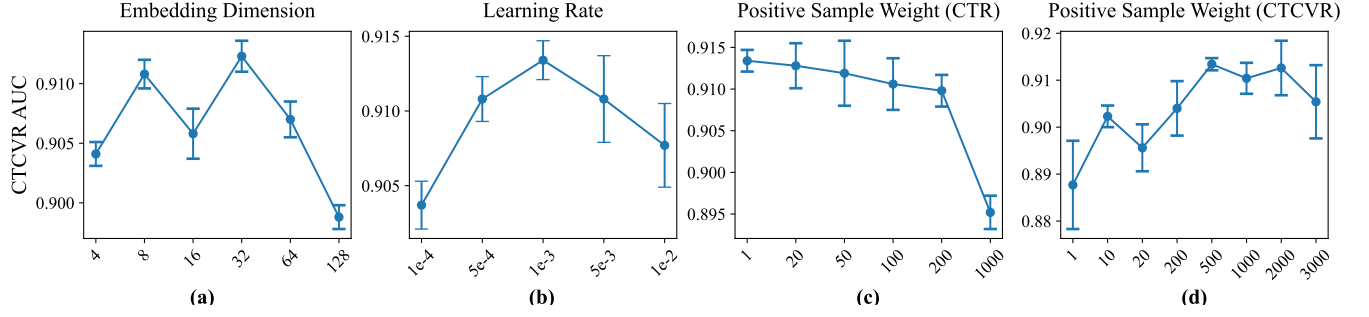 Embedding Dimension
CTCVR AUC
0.910
0.905
0.900
4
8
16
32
64
128
(a)
Learning Rate
0.915
0.910
0.905
1e-4
5e-4
1e-3
5e-3
1e-2
(b)
Positive Sample Weight (CTR)
0.915
0.910
0.905
0.900
0.895
1
20
50
100
200
1000
(c)
Positive Sample Weight (CTCVR)
0.92
0.91
0.90
0.89
0.88
1
10
20
200
500
1000
2000
3000
(d)